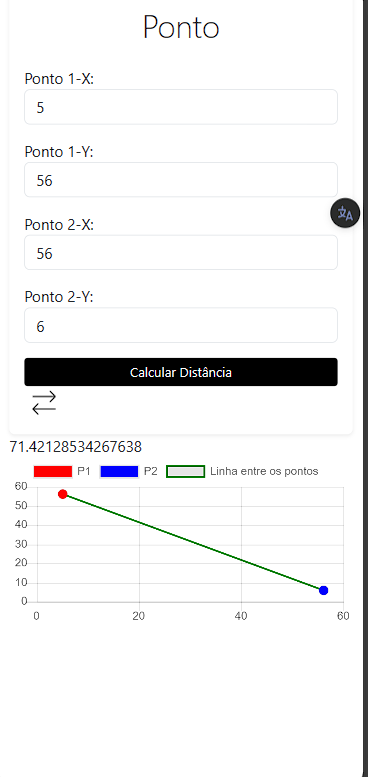 Ponto
Ponto 1-X:
5
Ponto 1-Y:
56
Ponto 2-X:
56
Ponto 2-Y:
6
Calcular Distância
71.42128534267638
P1 P2 Linha entre os pontos
60
50
40
30
20
10
0
0 20 40 60